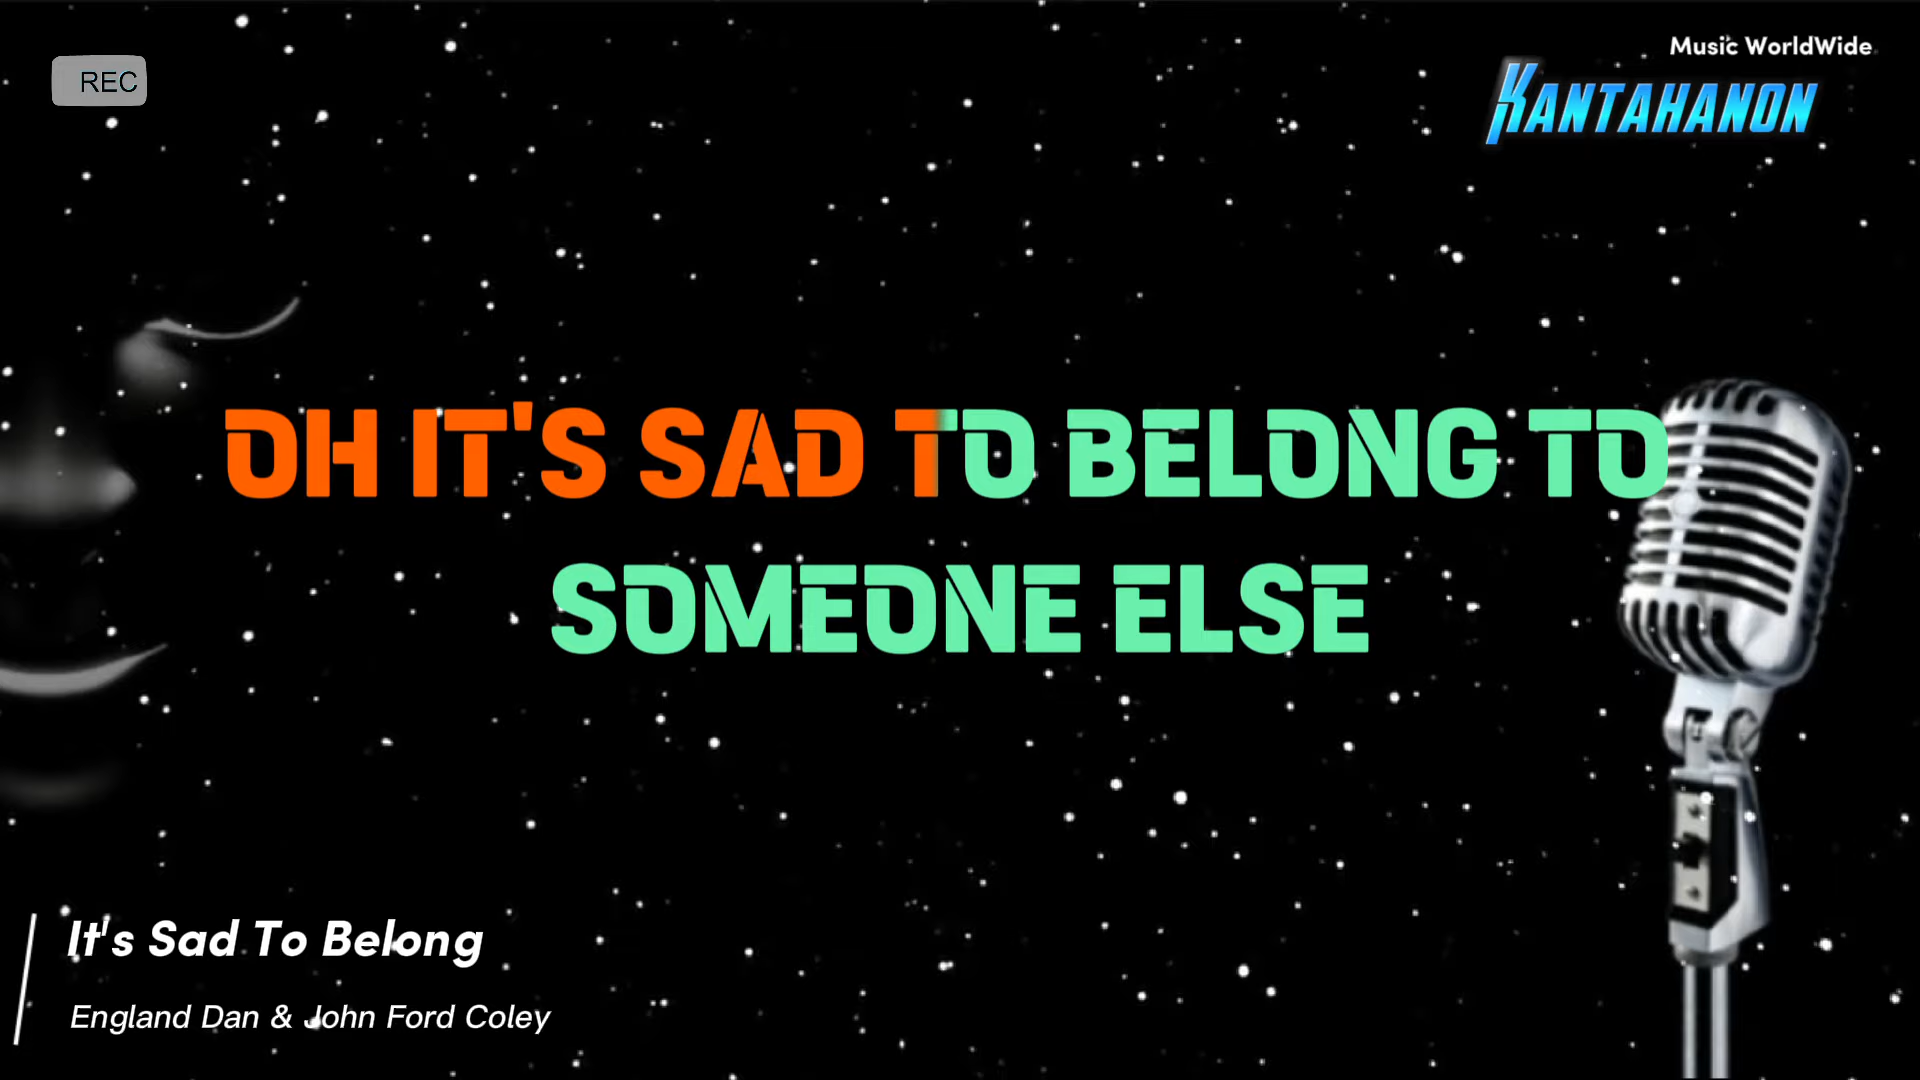 REC
Music WorldWide
KANTAHANON
OH IT'S SAD TO BELONG TO
SOMEONE ELSE
It's Sad To Belong
England Dan & John Ford Coley